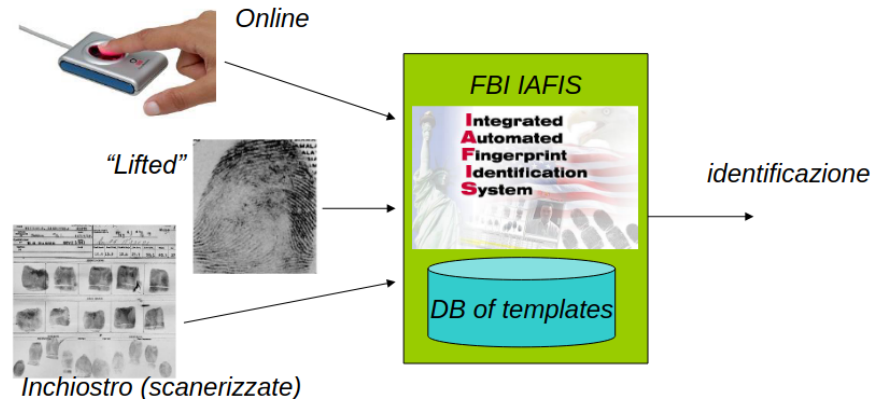 Online
FBI IAFIS
Integrated
Automated
Fingerprint
Identification
System
"Lifted"
identificazione
DB of templates
Inchiostro (scanerizzate)